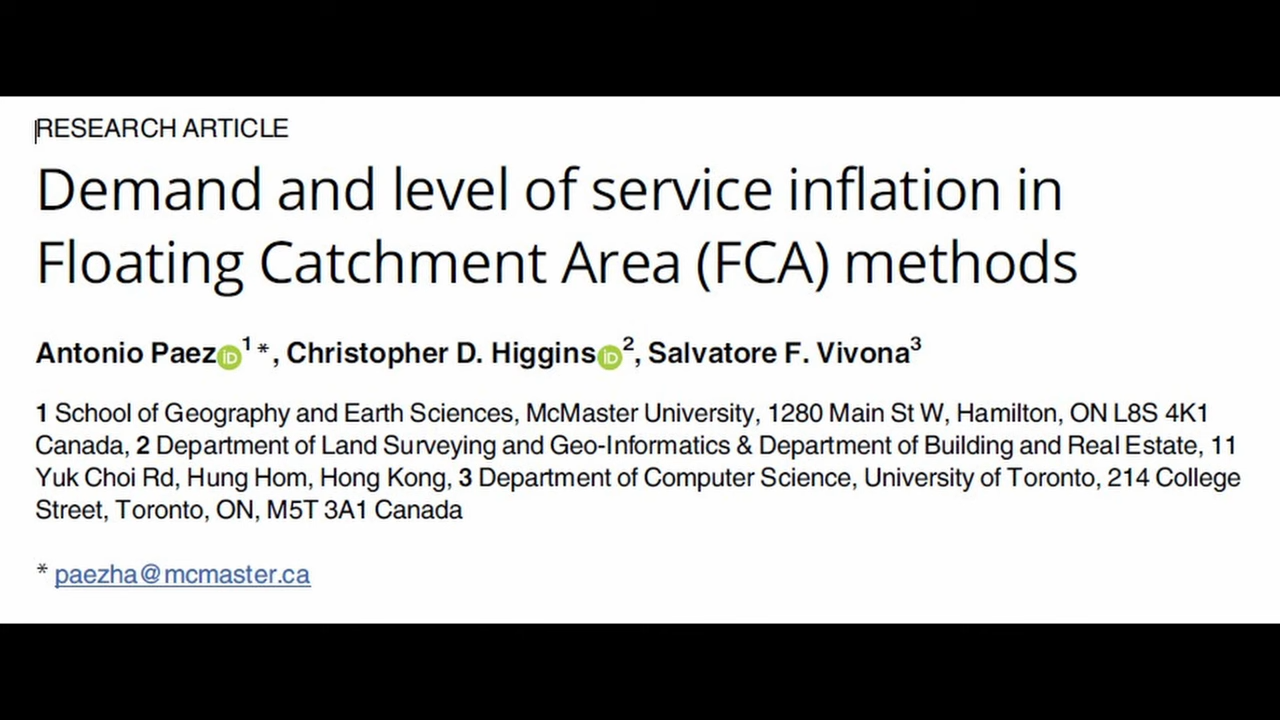 RESEARCH ARTICLE
Demand and level of service inflation in
Floating Catchment Area (FCA) methods
Antonio Paez iD 1*, Christopher D. Higgins iD 2, Salvatore F. Vivona3
1 School of Geography and Earth Sciences, McMaster University, 1280 Main St W, Hamilton, ON L8S 4K1
Canada, 2 Department of Land Surveying and Geo-Informatics & Department of Building and Real Estate, 11
Yuk Choi Rd, Hung Hom, Hong Kong, 3 Department of Computer Science, University of Toronto, 214 College
Street, Toronto, ON, M5T 3A1 Canada
* paezha@mcmaster.ca